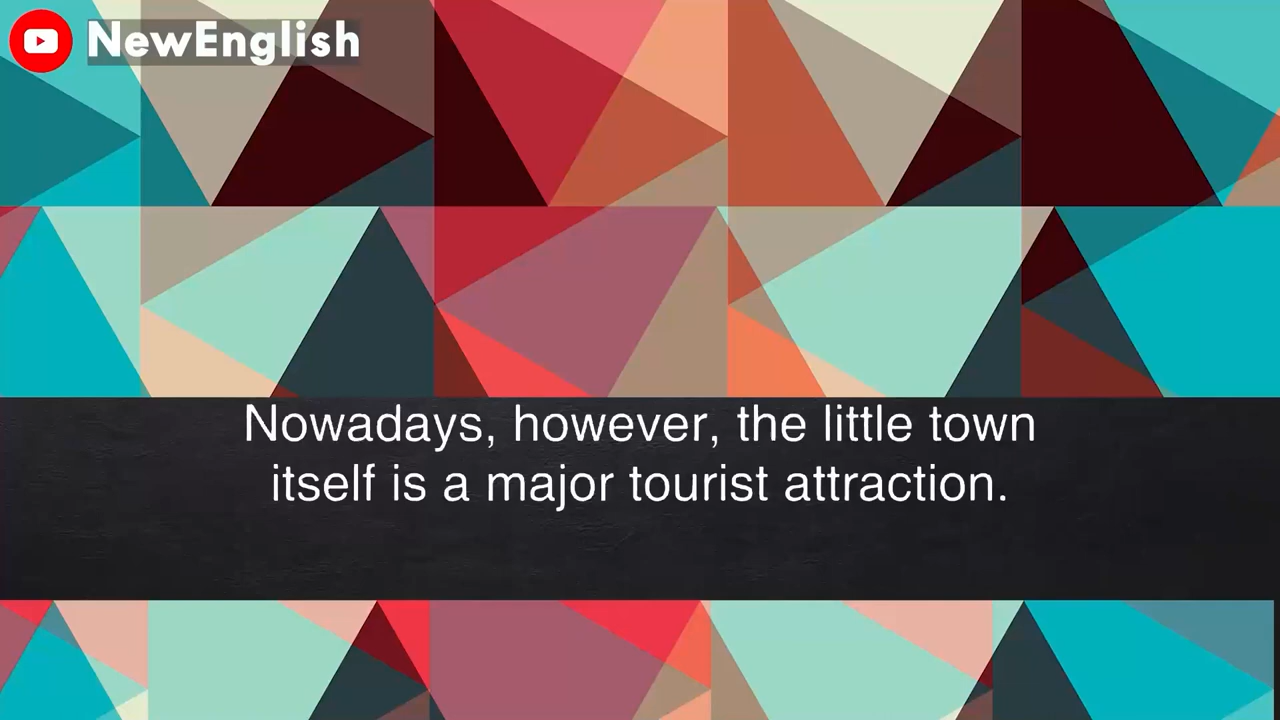 NewEnglish
Nowadays, however, the little town
itself is a major tourist attraction.